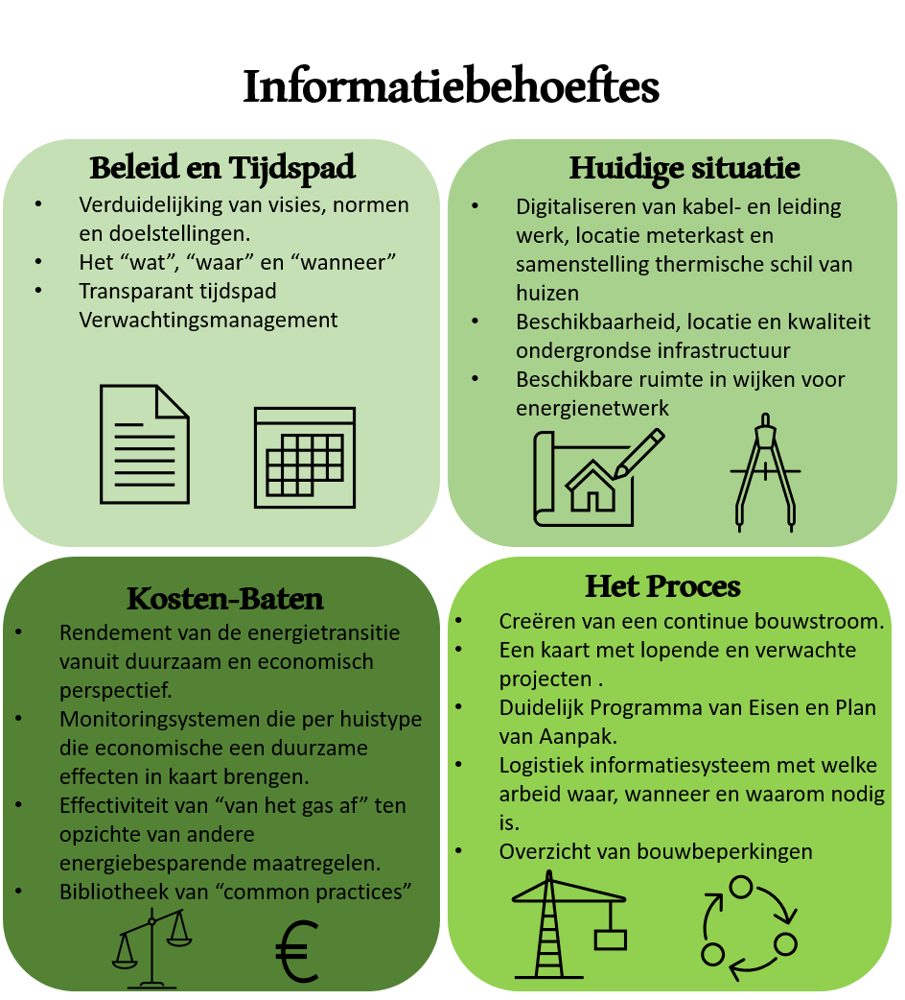 Informatiebehoeftes
Beleid en Tijdspad
• Verduidelijking van visies, normen
en doelstellingen.
• Het “wat”, “waar” en “wanneer”
• Transparant tijdspad
Verwachtingsmanagement
Huidige situatie
• Digitaliseren van kabel- en leiding
werk, locatie meterkast en
samenstelling thermische schil van
huizen
• Beschikbaarheid, locatie en kwaliteit
ondergrondse infrastructuur
• Beschikbare ruimte in wijken voor
energienetwerk
Kosten-Baten
• Rendement van de energietransitie
vanuit duurzaam en economisch
perspectief.
• Monitoringsystemen die per huistype
die economische een duurzame
effecten in kaart brengen.
• Effectiviteit van “van het gas af” ten
opzichte van andere
energiebesparende maatregelen.
• Bibliotheek van “common practices”
€
Het Proces
• Creëren van een continue bouwstroom.
• Een kaart met lopende en verwachte
projecten .
• Duidelijk Programma van Eisen en Plan
van Aanpak.
• Logistiek informatiesysteem met welke
arbeid waar, wanneer en waarom nodig
is.
• Overzicht van bouwbeperkingen